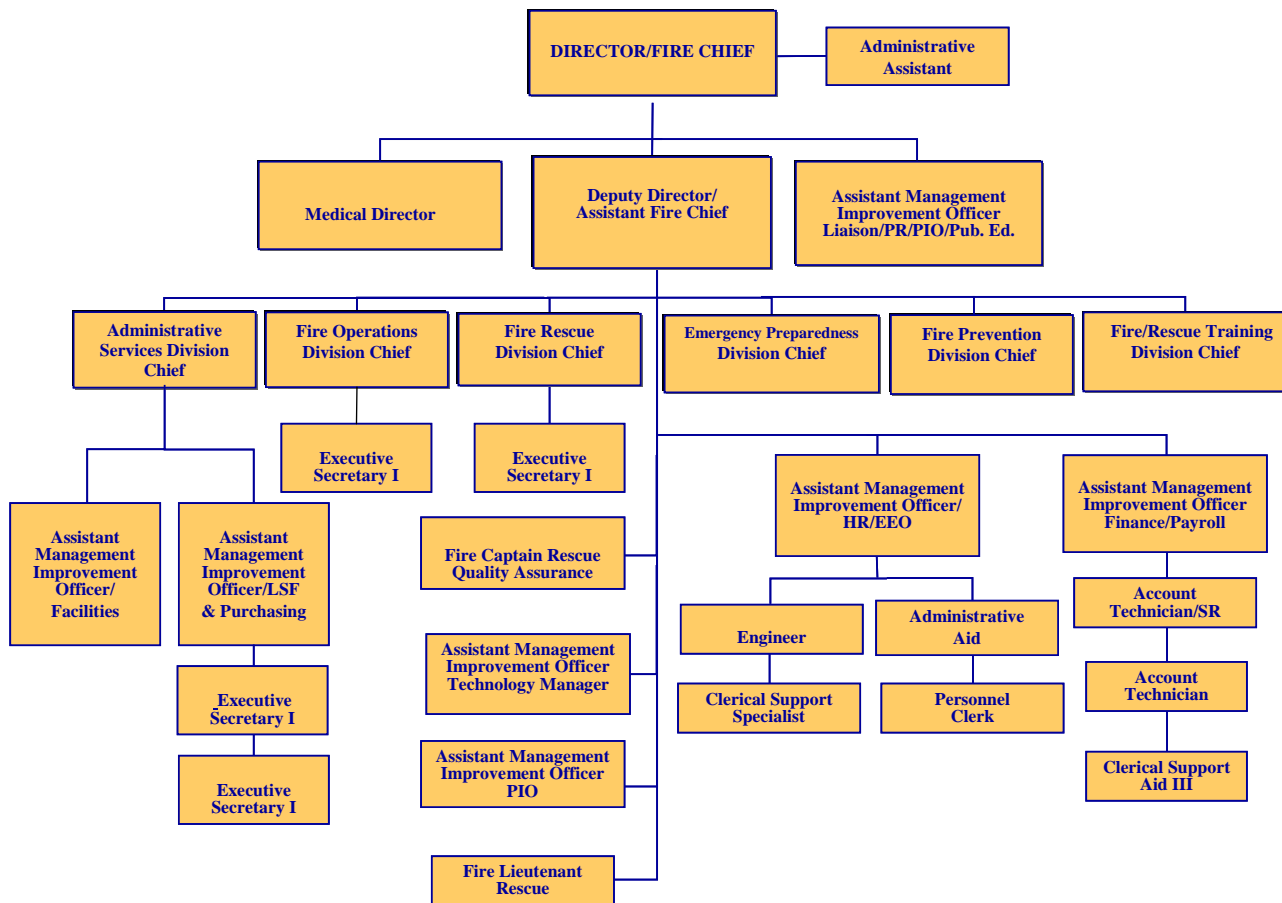 DIRECTOR/FIRE CHIEF
Administrative
Assistant
Medical Director
Deputy Director/
Assistant Fire Chief
Assistant Management
Improvement Officer
Liaison/PR/PIO/Pub. Ed.
Administrative
Services Division
Chief
Fire Operations
Division Chief
Fire Rescue
Division Chief
Emergency Preparedness
Division Chief
Fire Prevention
Division Chief
Fire/Rescue Training
Division Chief
Executive
Secretary I
Executive
Secretary I
Assistant Management
Improvement Officer/
HR/EEO
Assistant Management
Improvement Officer
Finance/Payroll
Assistant
Management
Improvement
Officer/
Facilities
Assistant
Management
Improvement
Officer/LSF
& Purchasing
Fire Captain Rescue
Quality Assurance
Engineer
Administrative
Aid
Account
Technician/SR
Assistant Management
Improvement Officer
Technology Manager
Executive
Secretary I
Clerical Support
Specialist
Personnel
Clerk
Account
Technician
Assistant Management
Improvement Officer
PIO
Executive
Secretary I
Clerical Support
Aid III
Fire Lieutenant
Rescue